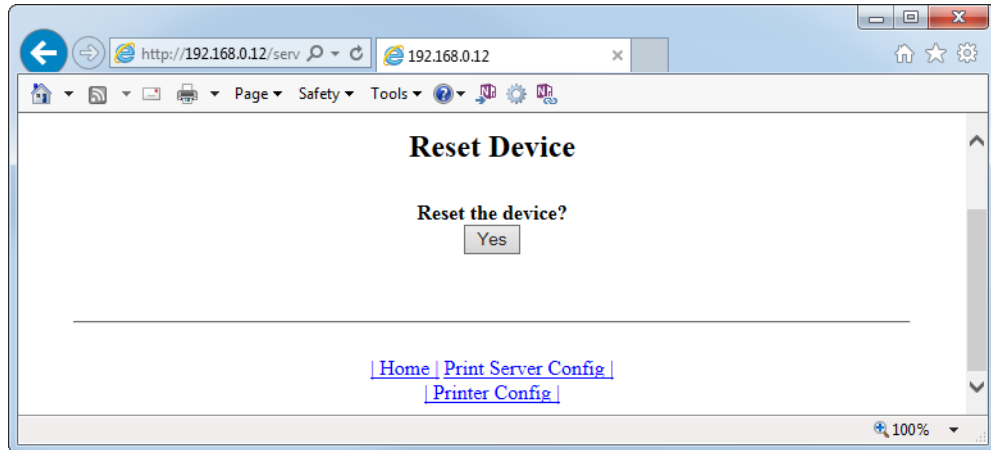 http://192.168.0.12/serv
192.168.0.12
Page Safety Tools
Reset Device
Reset the device?
Yes
| Home | Print Server Config |
| Printer Config |
100%